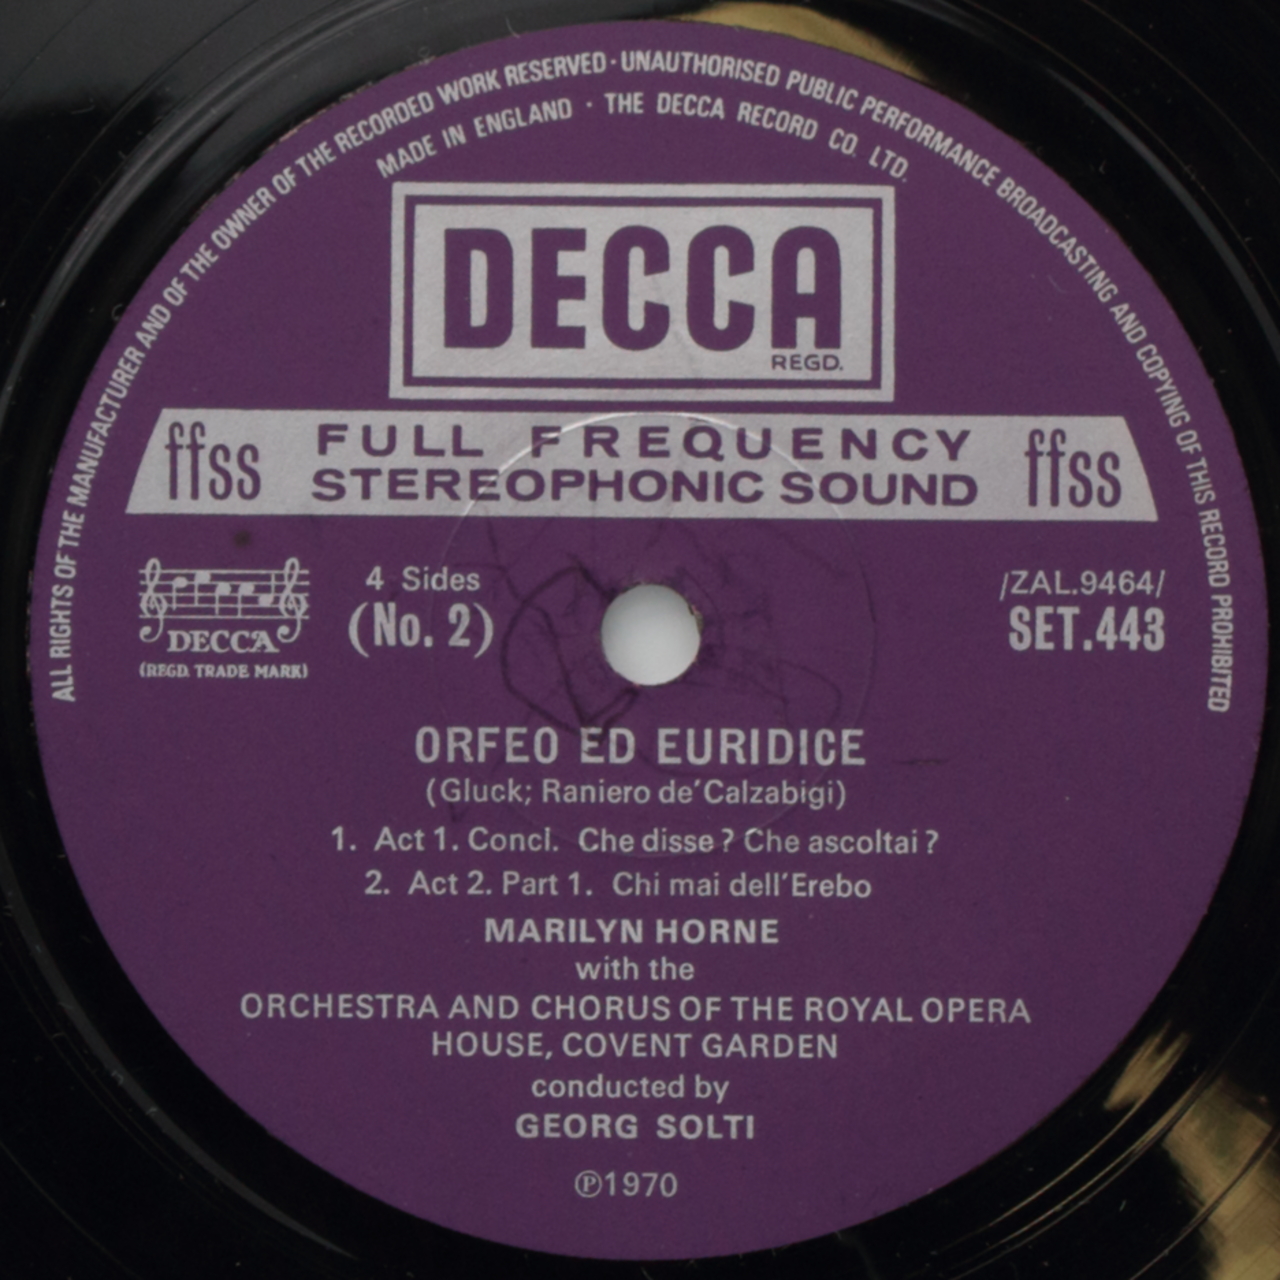 ALL RIGHTS OF THE MANUFACTURER AND OF THE OWNER OF THE RECORDED WORK RESERVED · UNAUTHORISED PUBLIC PERFORMANCE BROADCASTING AND COPYING OF THIS RECORD PROHIBITED
MADE IN ENGLAND · THE DECCA RECORD CO. LTD.
DECCA
REGD.
ffss FULL FREQUENCY STEREOPHONIC SOUND ffss
DECCA
(REGD. TRADE MARK)
4 Sides
(No. 2)
/ZAL.9464/
SET.443
ORFEO ED EURIDICE
(Gluck; Raniero de'Calzabigi)
1. Act 1. Concl. Che disse? Che ascoltai?
2. Act 2. Part 1. Chi mai dell'Erebo
MARILYN HORNE
with the
ORCHESTRA AND CHORUS OF THE ROYAL OPERA
HOUSE, COVENT GARDEN
conducted by
GEORG SOLTI
℗1970